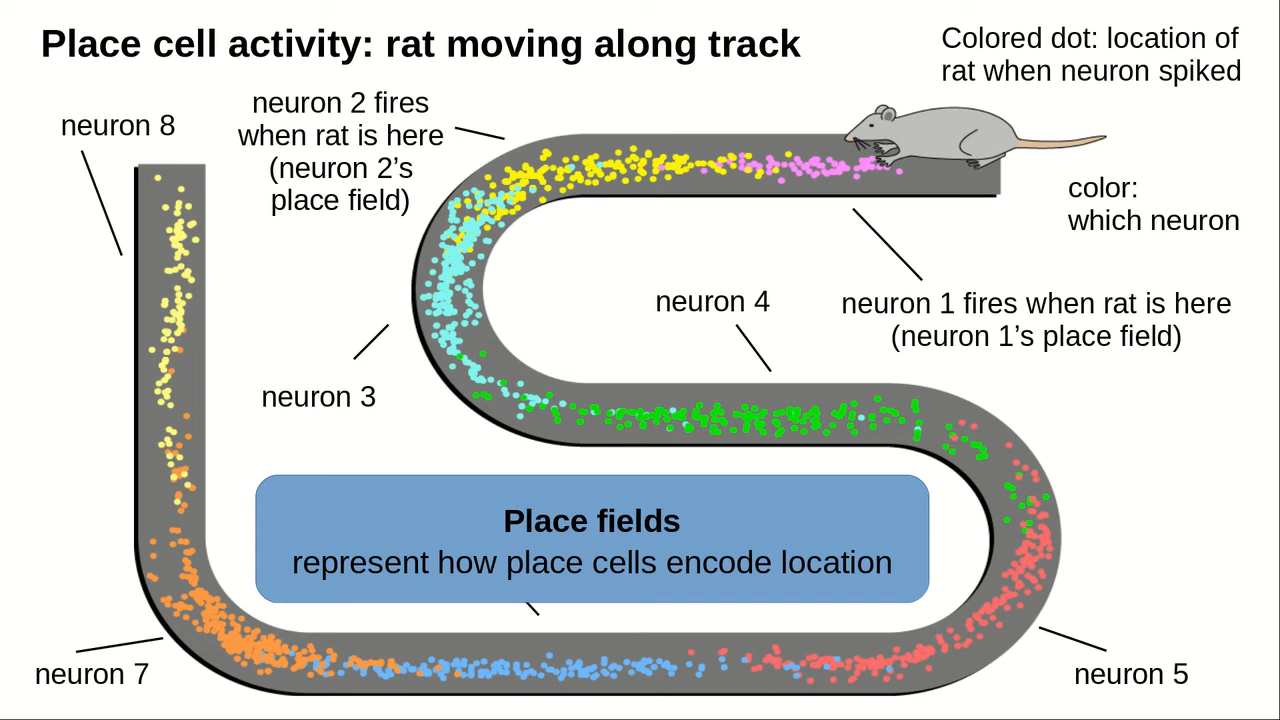 Place cell activity: rat moving along track
Colored dot: location of
rat when neuron spiked
neuron 8
neuron 2 fires
when rat is here
(neuron 2’s
place field)
color:
which neuron
neuron 4
neuron 1 fires when rat is here
(neuron 1’s place field)
neuron 3
Place fields
represent how place cells encode location
neuron 7
neuron 5